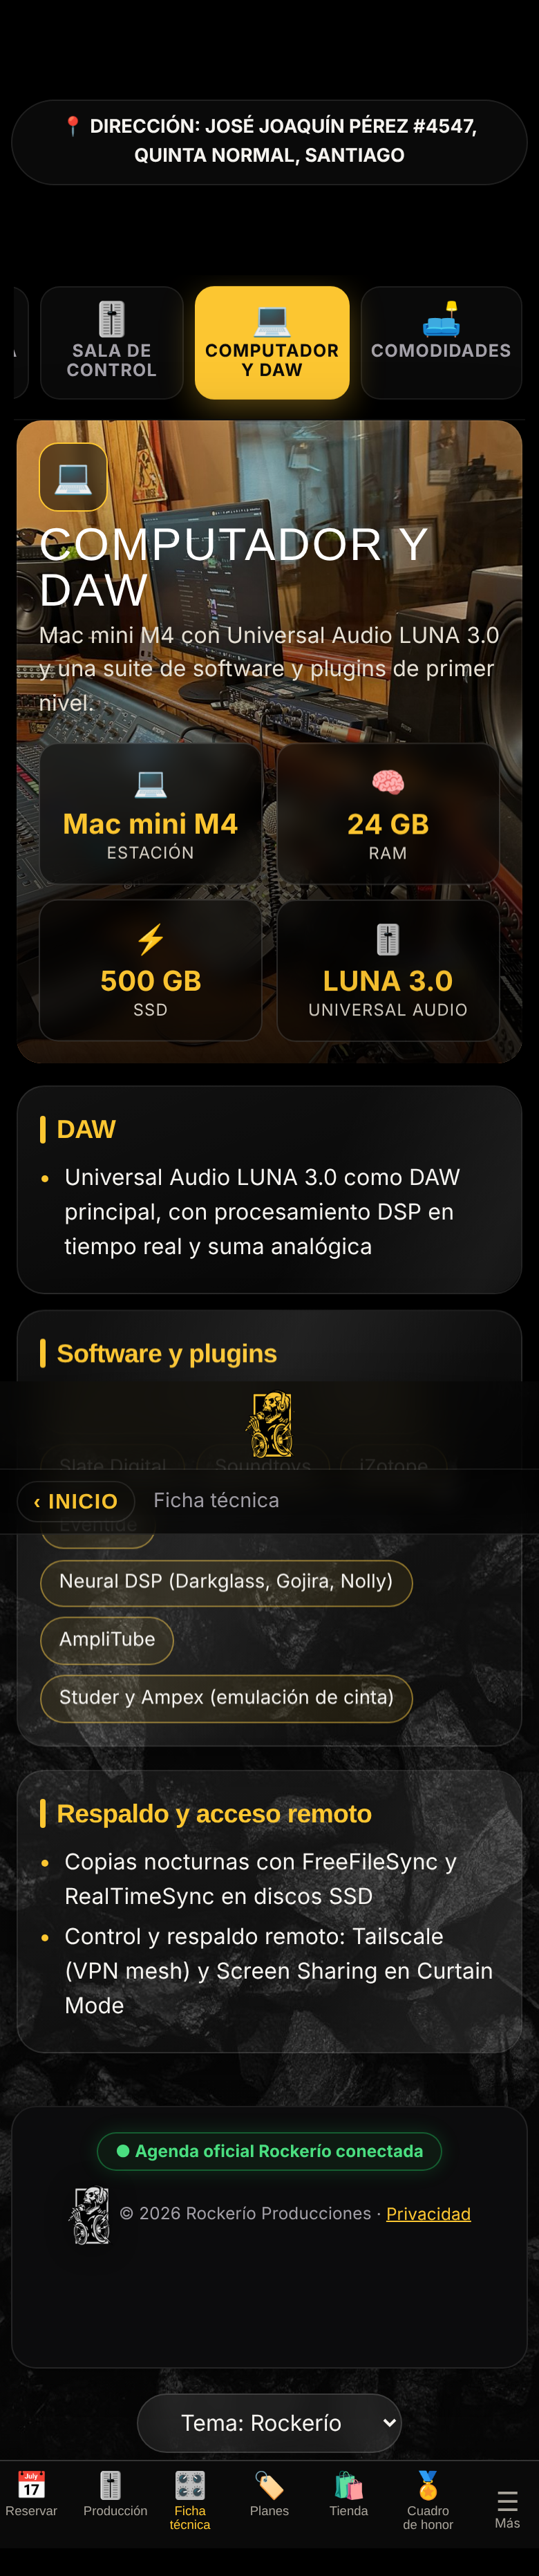 📍 DIRECCIÓN: JOSÉ JOAQUÍN PÉREZ #4547,
QUINTA NORMAL, SANTIAGO
SALA DE
CONTROL
COMPUTADOR
Y DAW
COMODIDADES
COMPUTADOR Y
DAW
Mac mini M4 con Universal Audio LUNA 3.0
y una suite de software y plugins de primer
nivel.
Mac mini M4
ESTACIÓN
24 GB
RAM
500 GB
SSD
LUNA 3.0
UNIVERSAL AUDIO
DAW
• Universal Audio LUNA 3.0 como DAW
principal, con procesamiento DSP en
tiempo real y suma analógica
Software y plugins
Slate Digital
Soundtoys
iZotope
‹ INICIO
Ficha técnica
Eventide
Neural DSP (Darkglass, Gojira, Nolly)
AmpliTube
Studer y Ampex (emulación de cinta)
Respaldo y acceso remoto
• Copias nocturnas con FreeFileSync y
RealTimeSync en discos SSD
• Control y respaldo remoto: Tailscale
(VPN mesh) y Screen Sharing en Curtain
Mode
● Agenda oficial Rockerío conectada
© 2026 Rockerío Producciones · Privacidad
Tema: Rockerío
Reservar
Producción
Ficha
técnica
Planes
Tienda
Cuadro
de honor
☰
Más